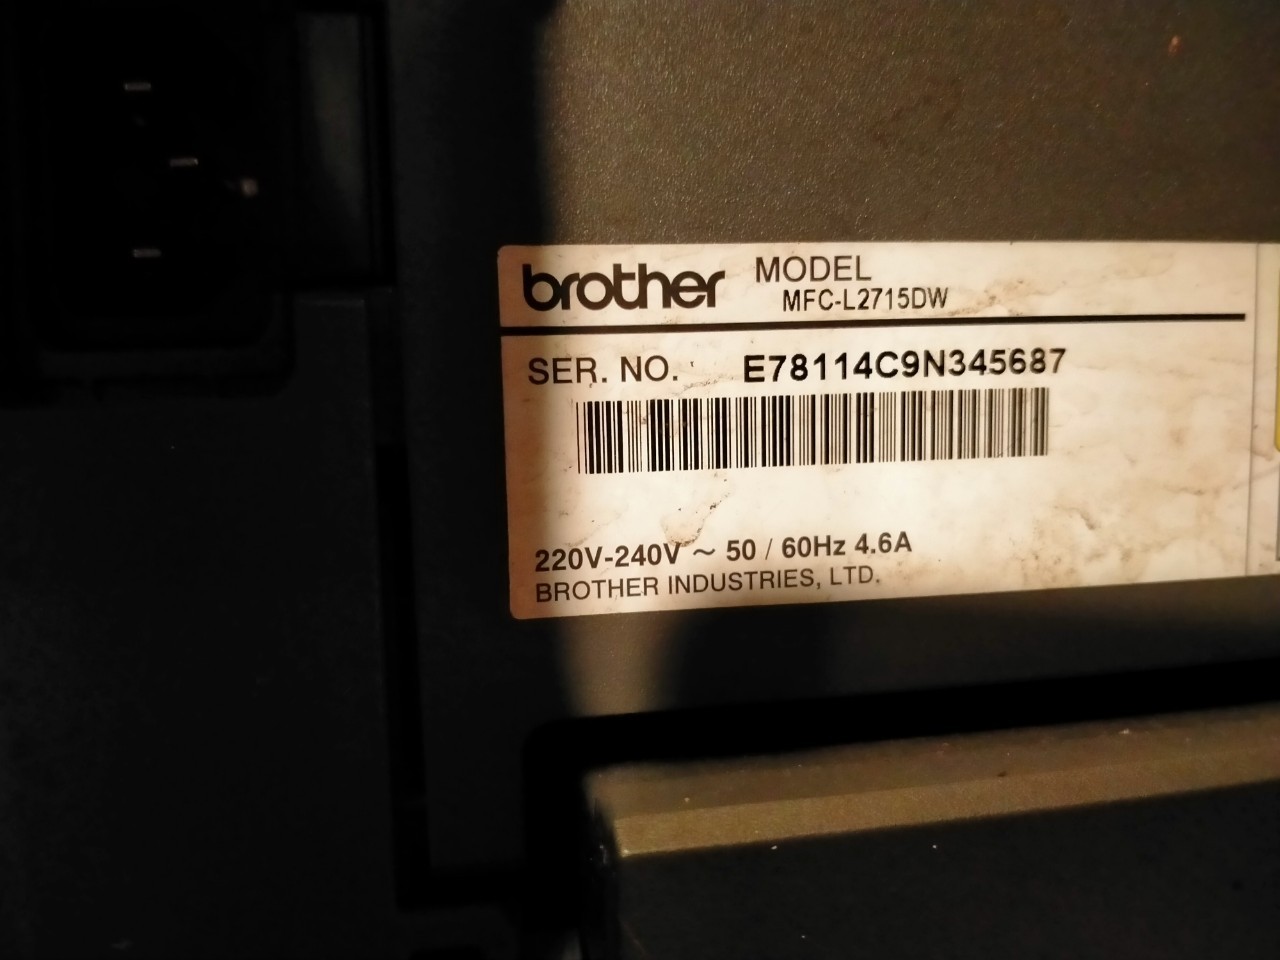 brother MODEL
MFC-L2715DW
SER. NO. E78114C9N345687
220V-240V ~ 50 / 60Hz 4.6A
BROTHER INDUSTRIES, LTD.